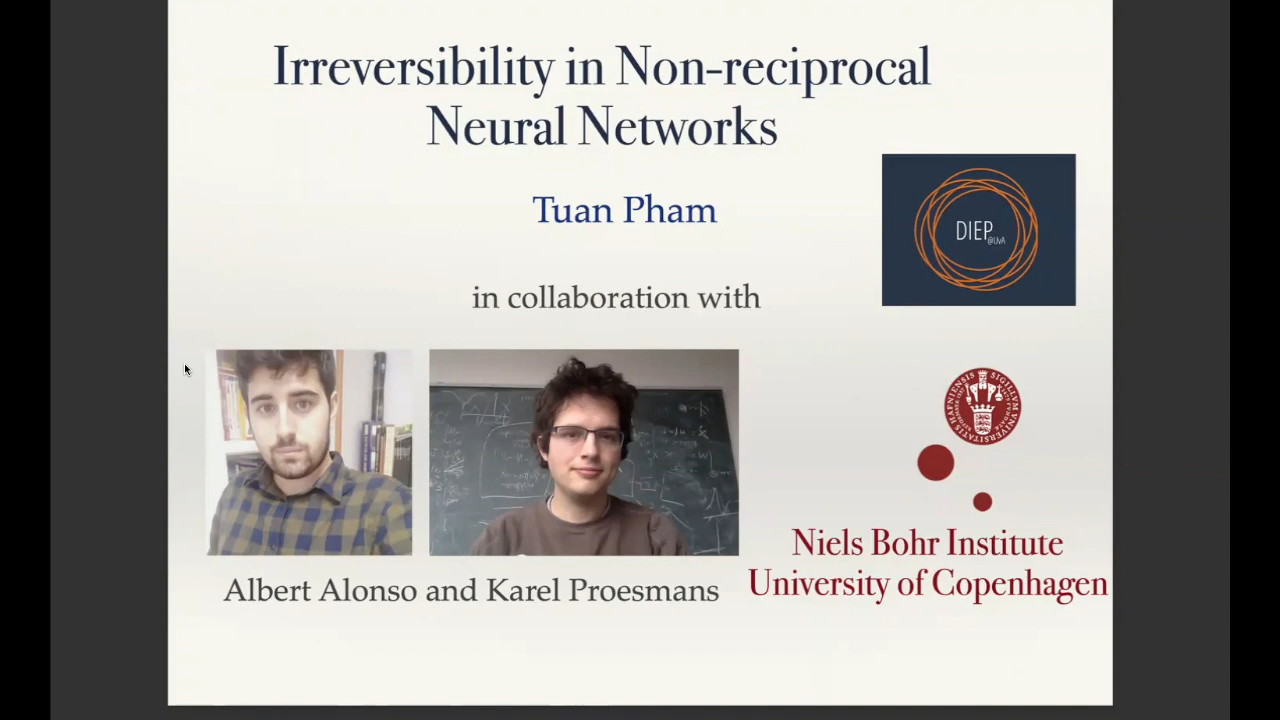 Irreversibility in Non-reciprocal
Neural Networks
Tuan Pham
DIEP
@UvA
in collaboration with
Albert Alonso and Karel Proesmans
Niels Bohr Institute
University of Copenhagen